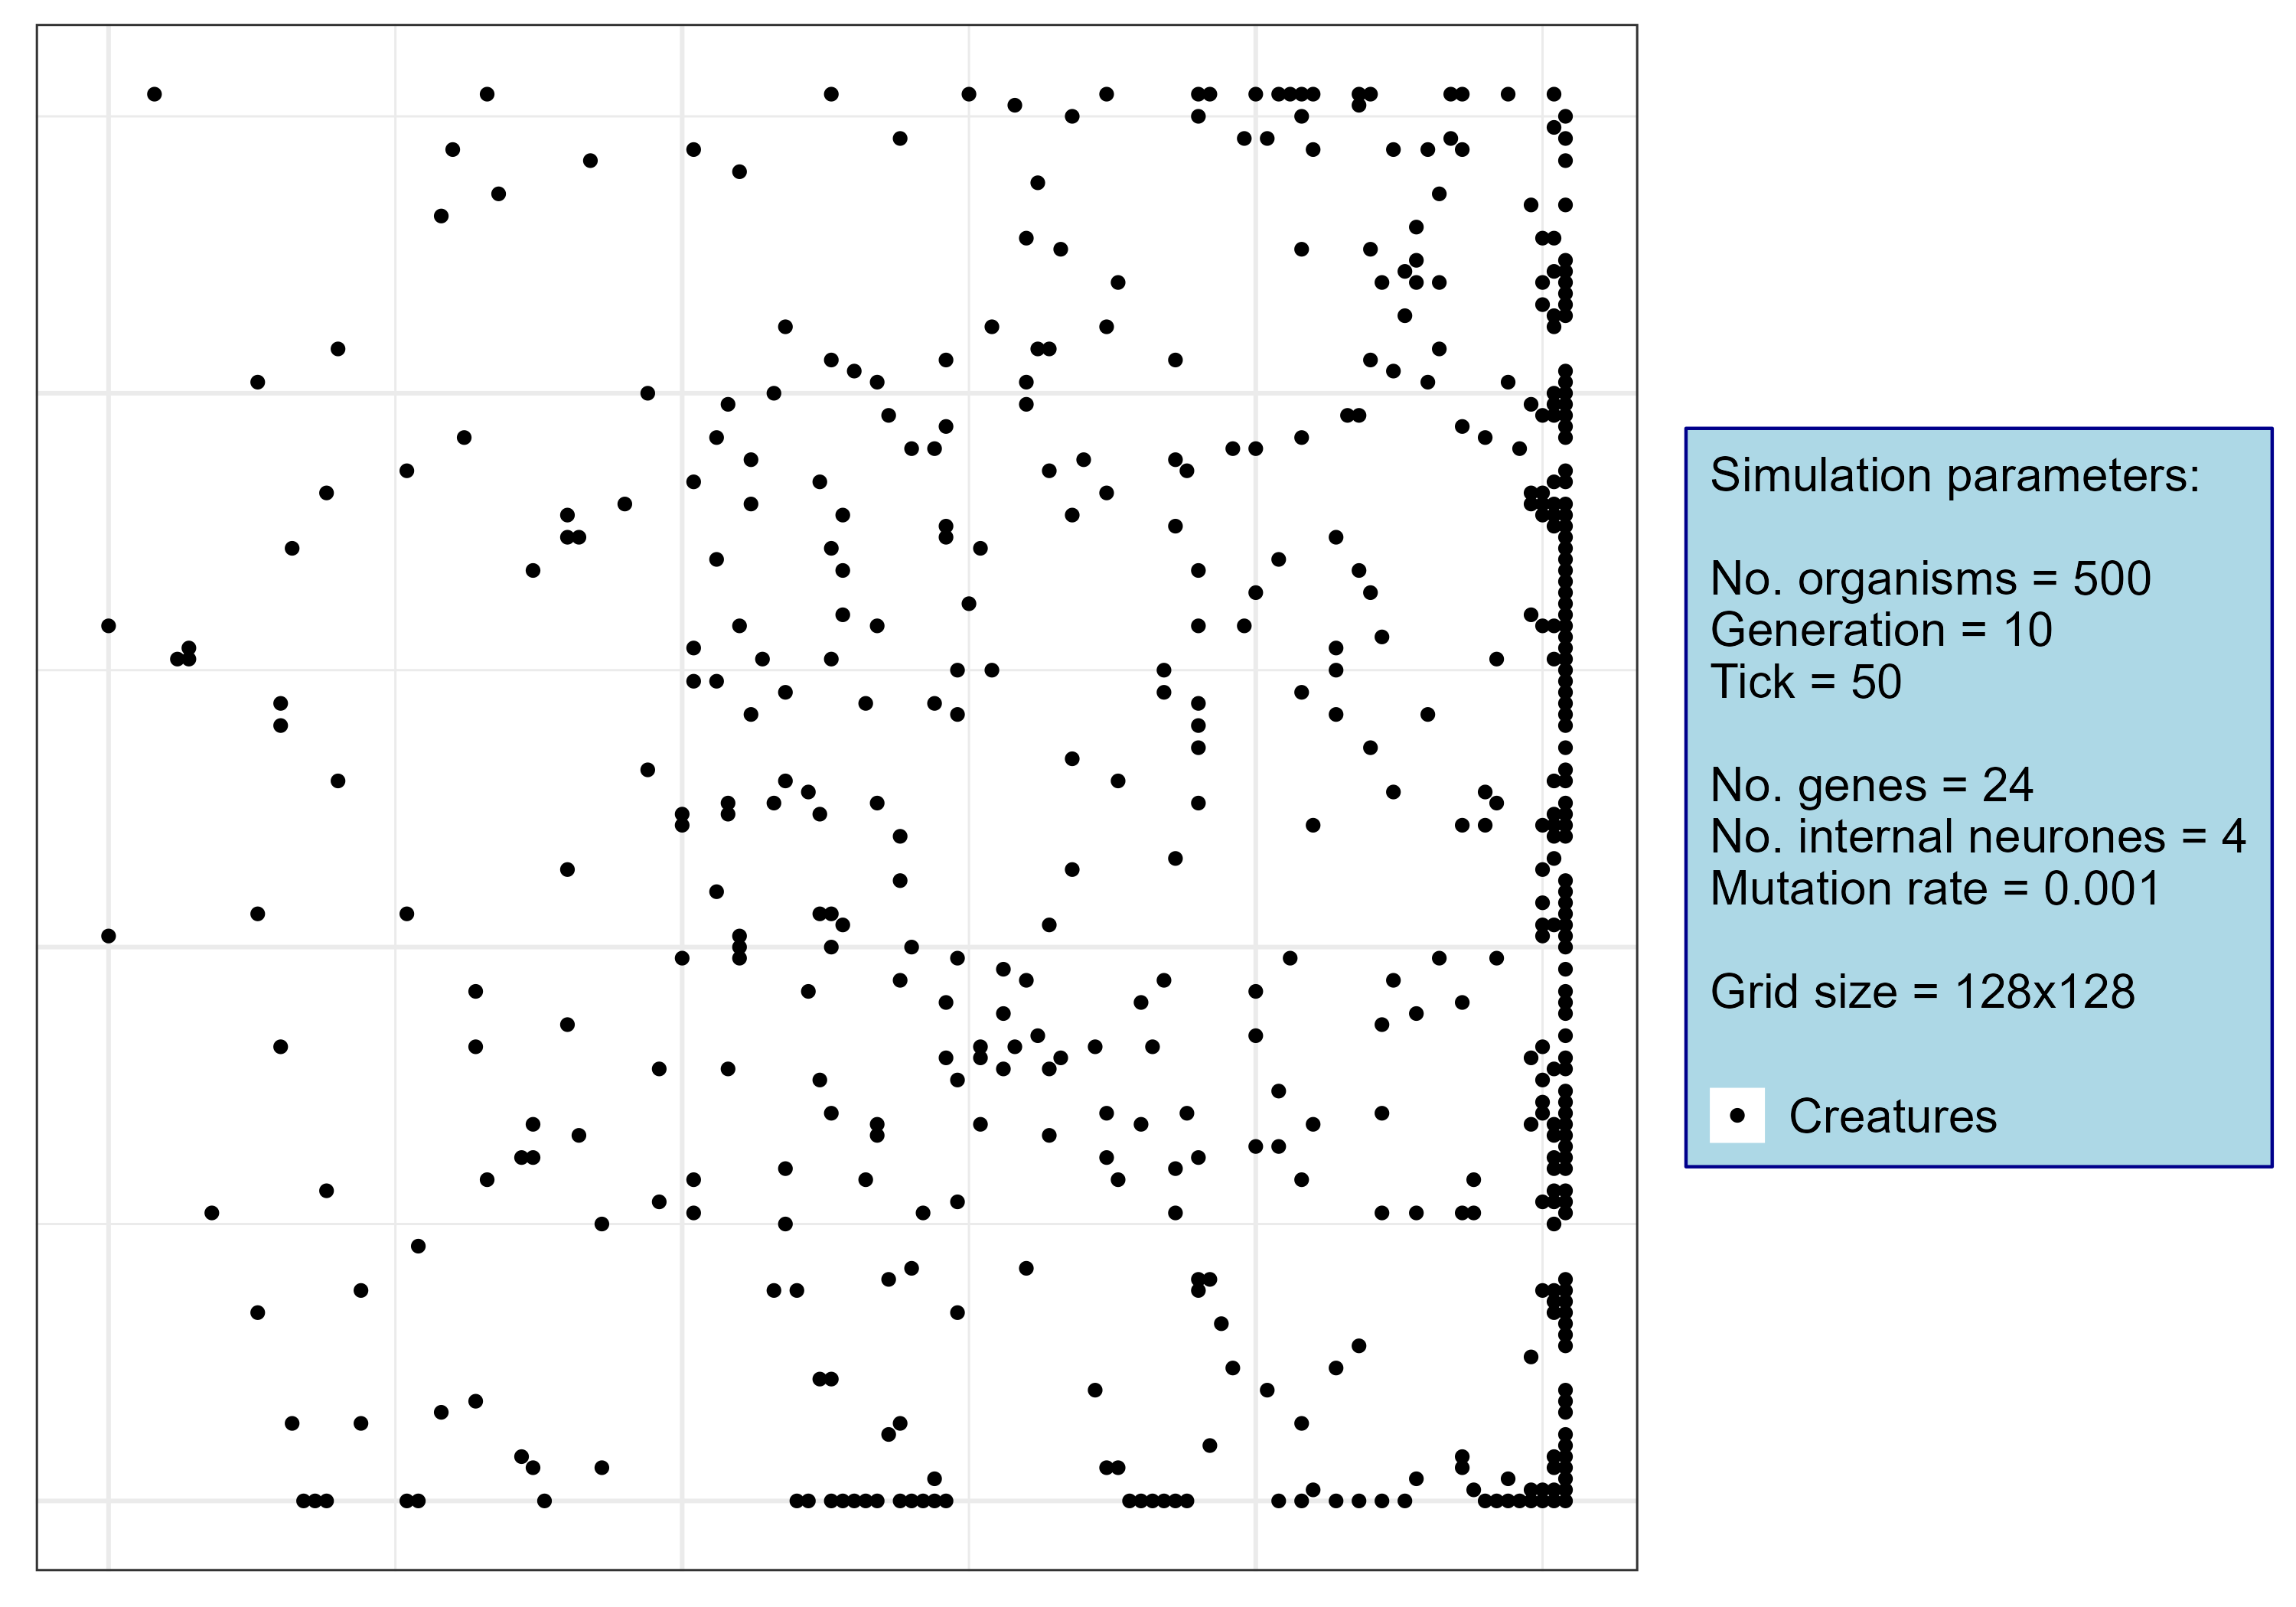 Simulation parameters:
No. organisms = 500
Generation = 10
Tick = 50
No. genes = 24
No. internal neurones = 4
Mutation rate = 0.001
Grid size = 128x128
Creatures